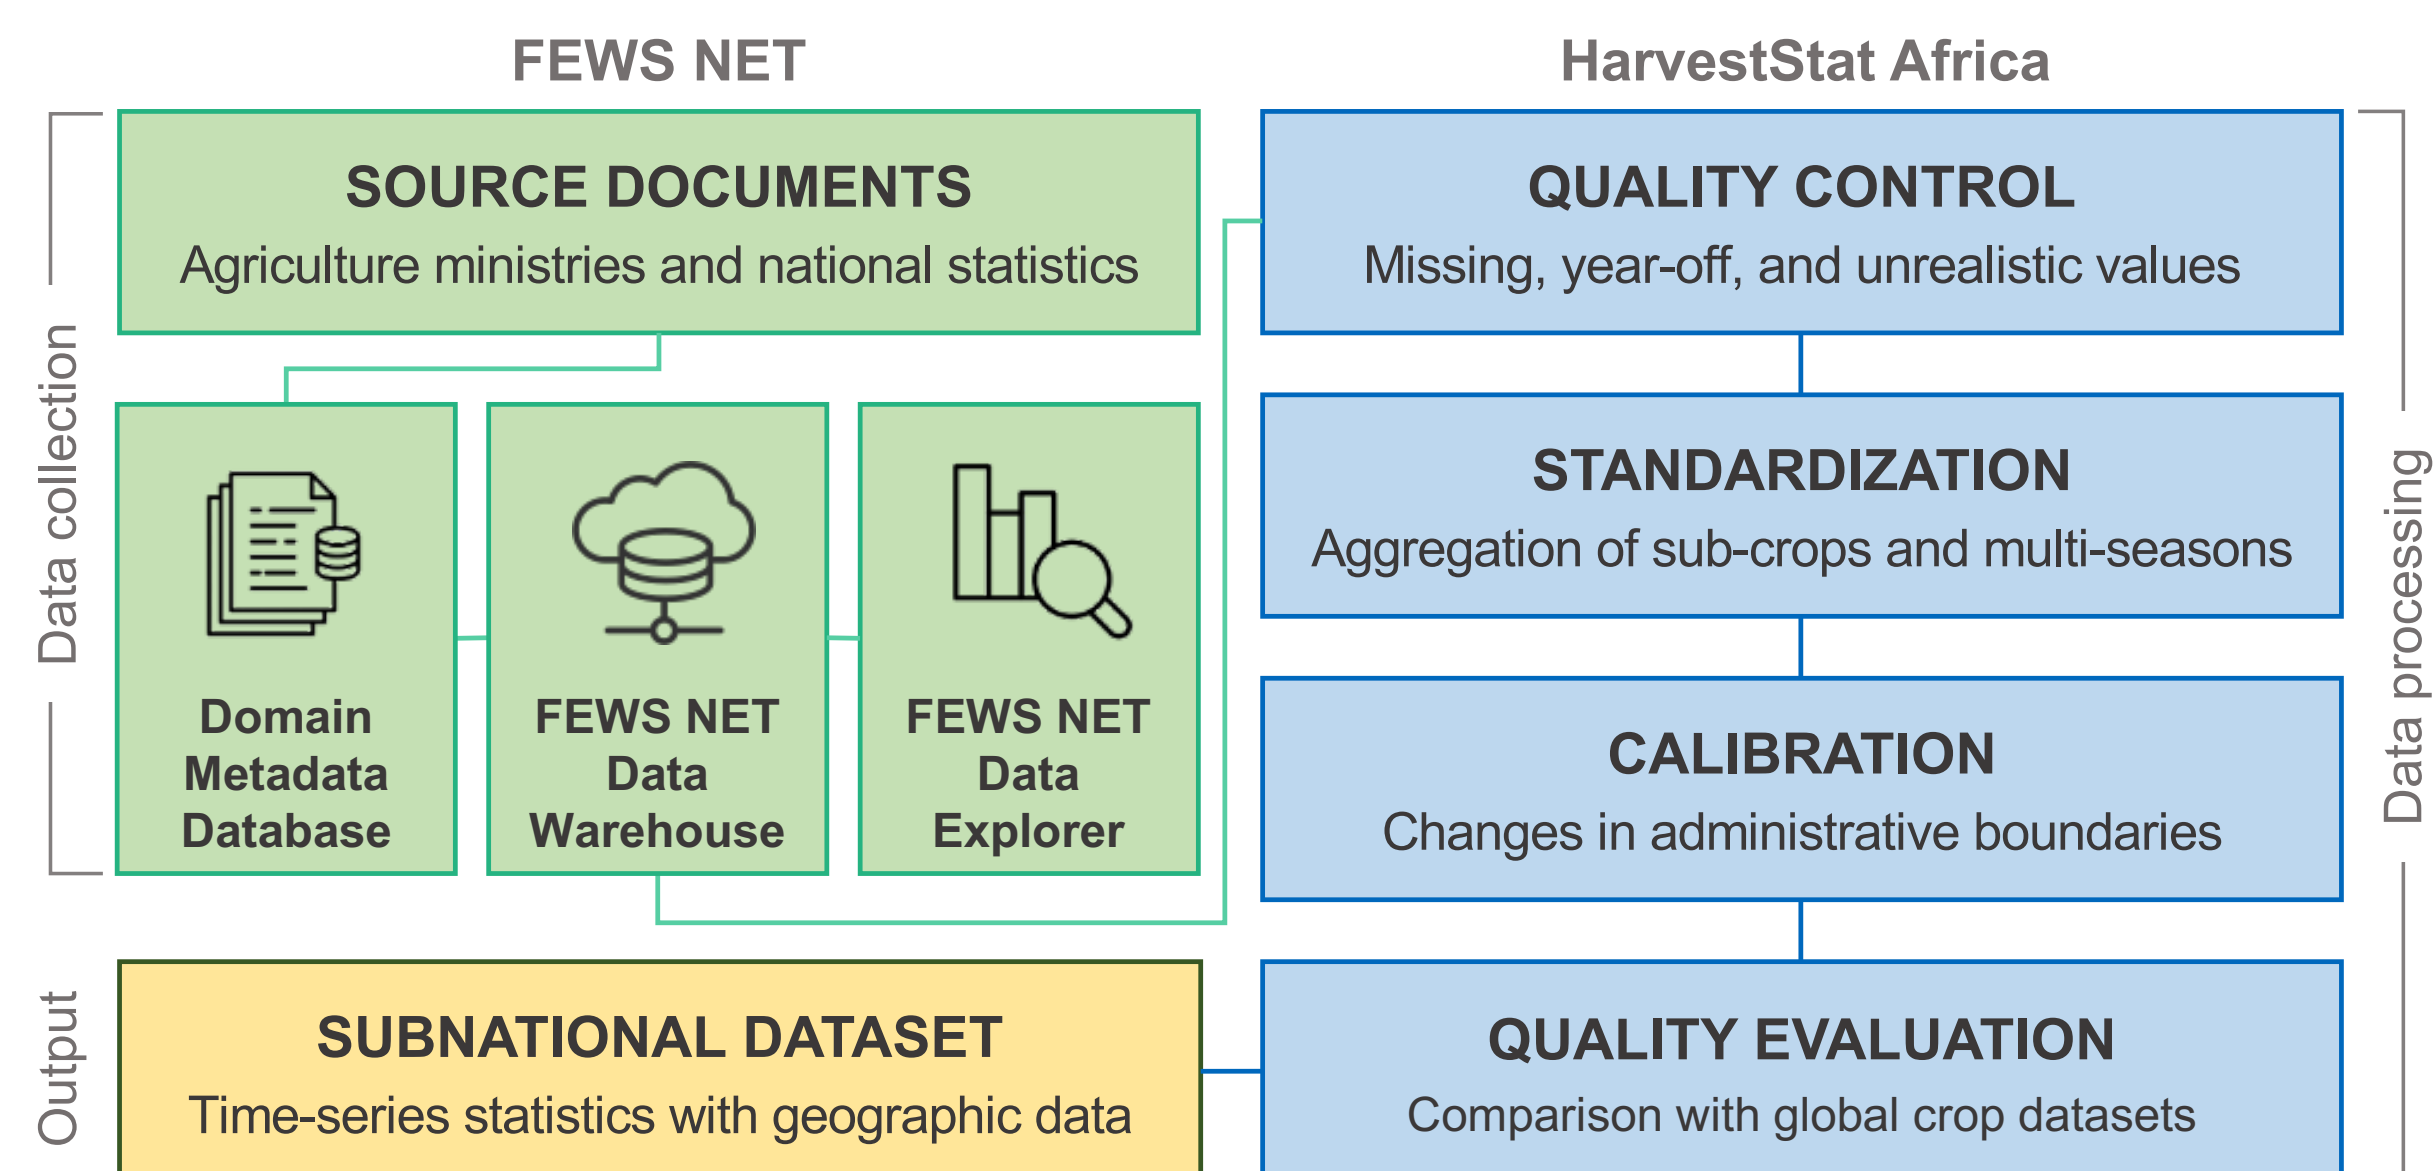 FEWS NET
HarvestStat Africa
Data collection
SOURCE DOCUMENTS
Agriculture ministries and national statistics
Domain
Metadata
Database
FEWS NET
Data
Warehouse
FEWS NET
Data
Explorer
QUALITY CONTROL
Missing, year-off, and unrealistic values
STANDARDIZATION
Aggregation of sub-crops and multi-seasons
CALIBRATION
Changes in administrative boundaries
QUALITY EVALUATION
Comparison with global crop datasets
Data processing
Output
SUBNATIONAL DATASET
Time-series statistics with geographic data